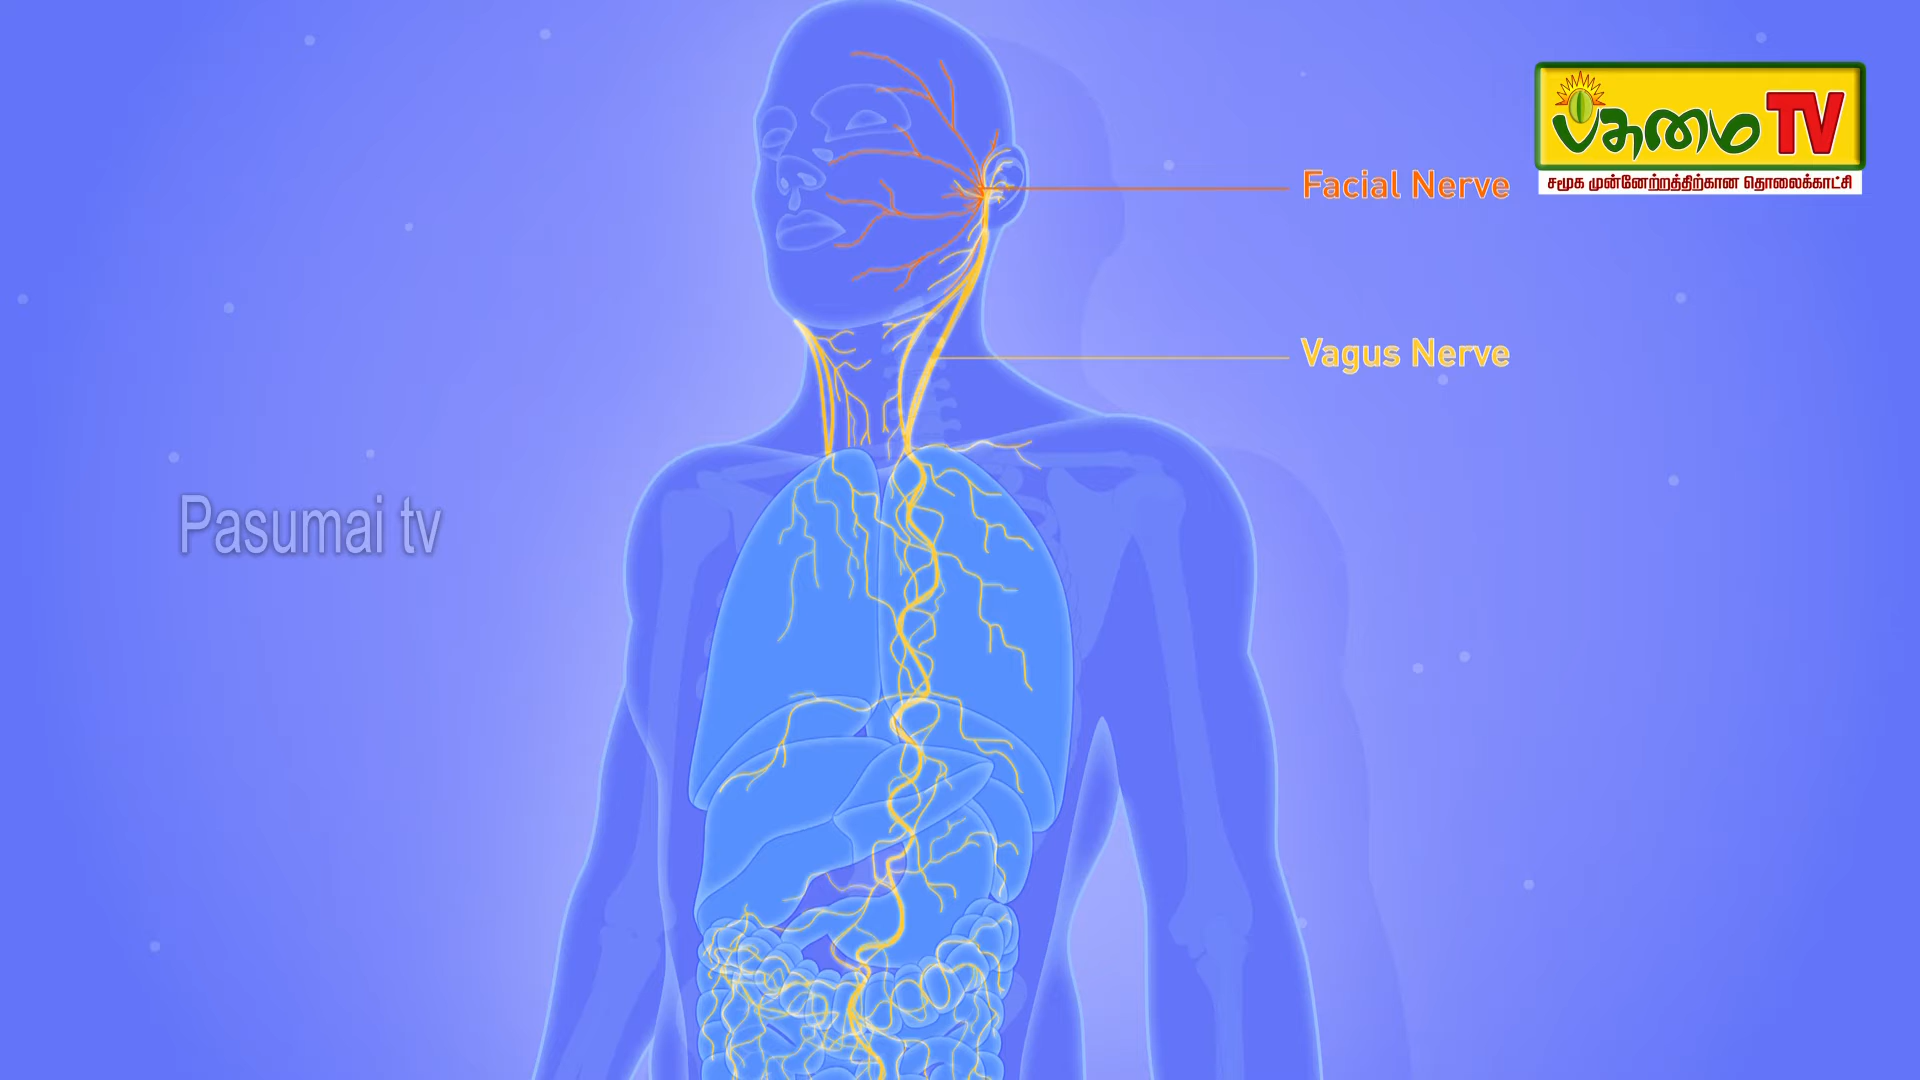 பசுமை TV
சமூக முன்னேற்றத்திற்கான தொலைக்காட்சி
Facial Nerve
Vagus Nerve
Pasumai tv